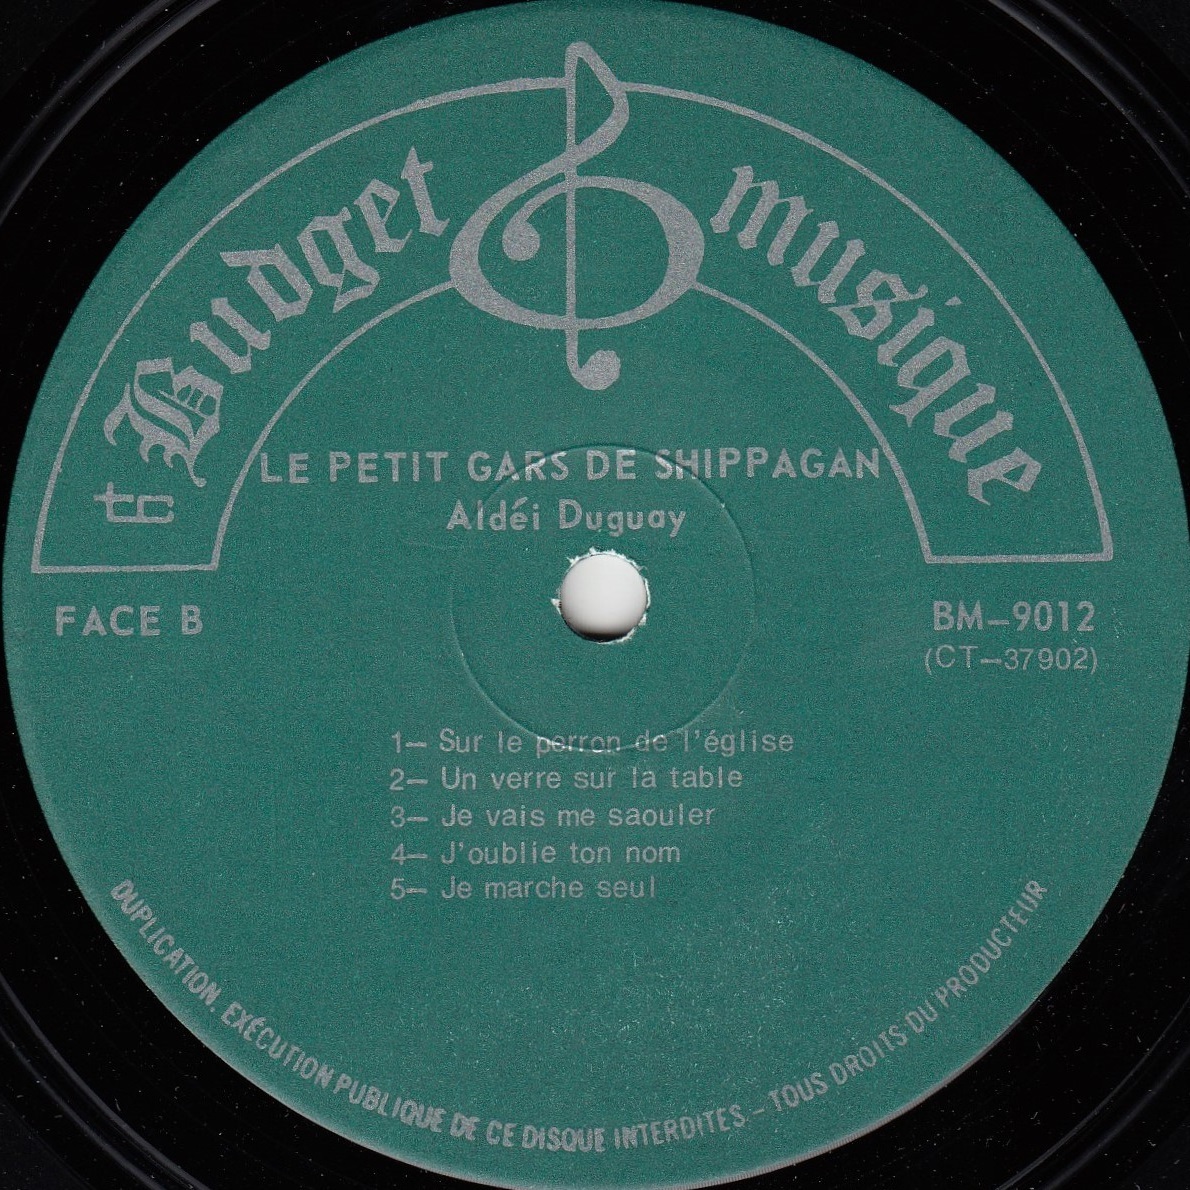 Budget musique
LE PETIT GARS DE SHIPPAGAN
Aldéi Duguay
FACE B
BM-9012
(CT-37902)
1- Sur le perron de l'église
2- Un verre sur la table
3- Je vais me saouler
4- J'oublie ton nom
5- Je marche seul
DUPLICATION, EXÉCUTION PUBLIQUE DE CE DISQUE INTERDITES - TOUS DROITS DU PRODUCTEUR